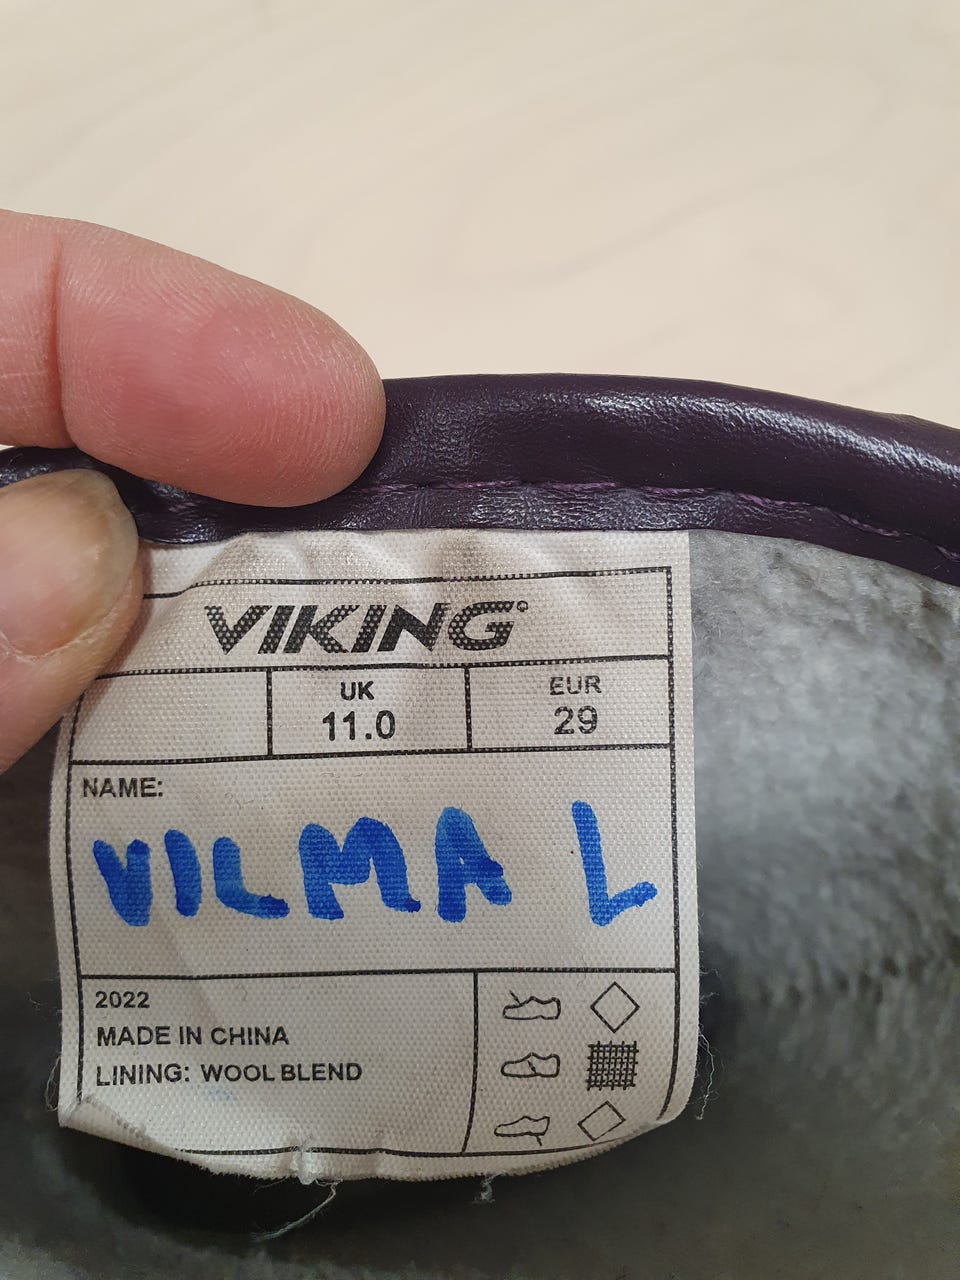 VIKING
UK EUR
11.0 29
NAME:
VILMA L
2022
MADE IN CHINA
LINING: WOOL BLEND